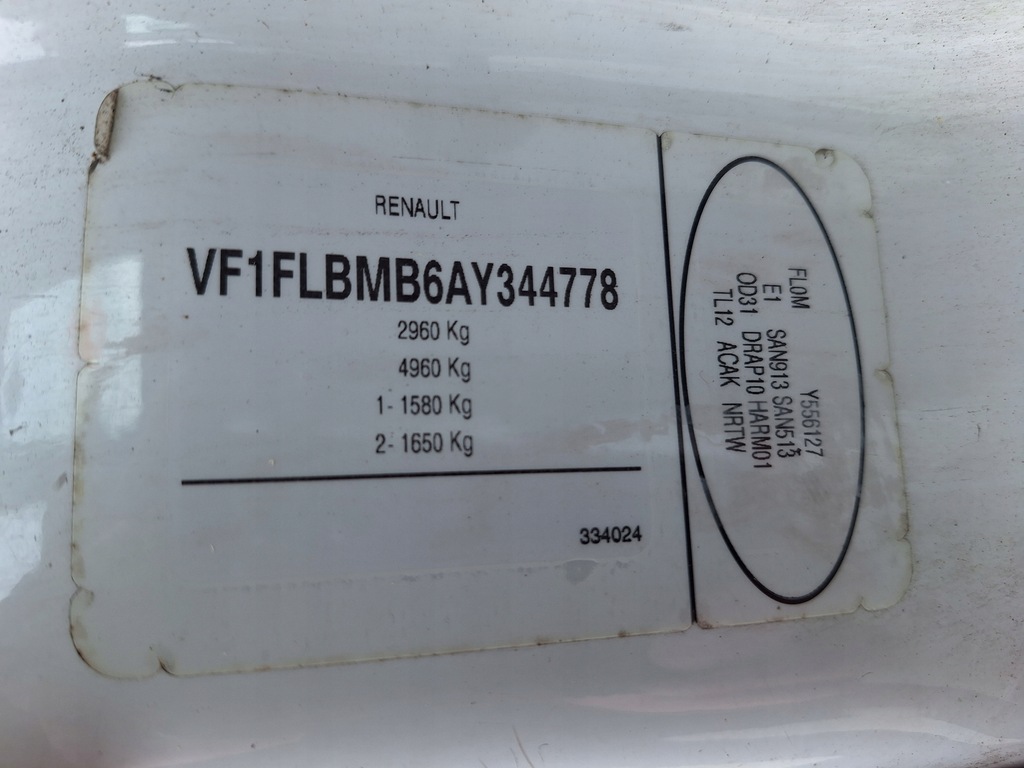 RENAULT
VF1FLBMB6AY344778
2960 Kg
4960 Kg
1- 1580 Kg
2- 1650 Kg
334024
FL0M Y556127
E1 SAN913 SAN513
OD31 DRAP10 HARM01
TL12 ACAK NRTW